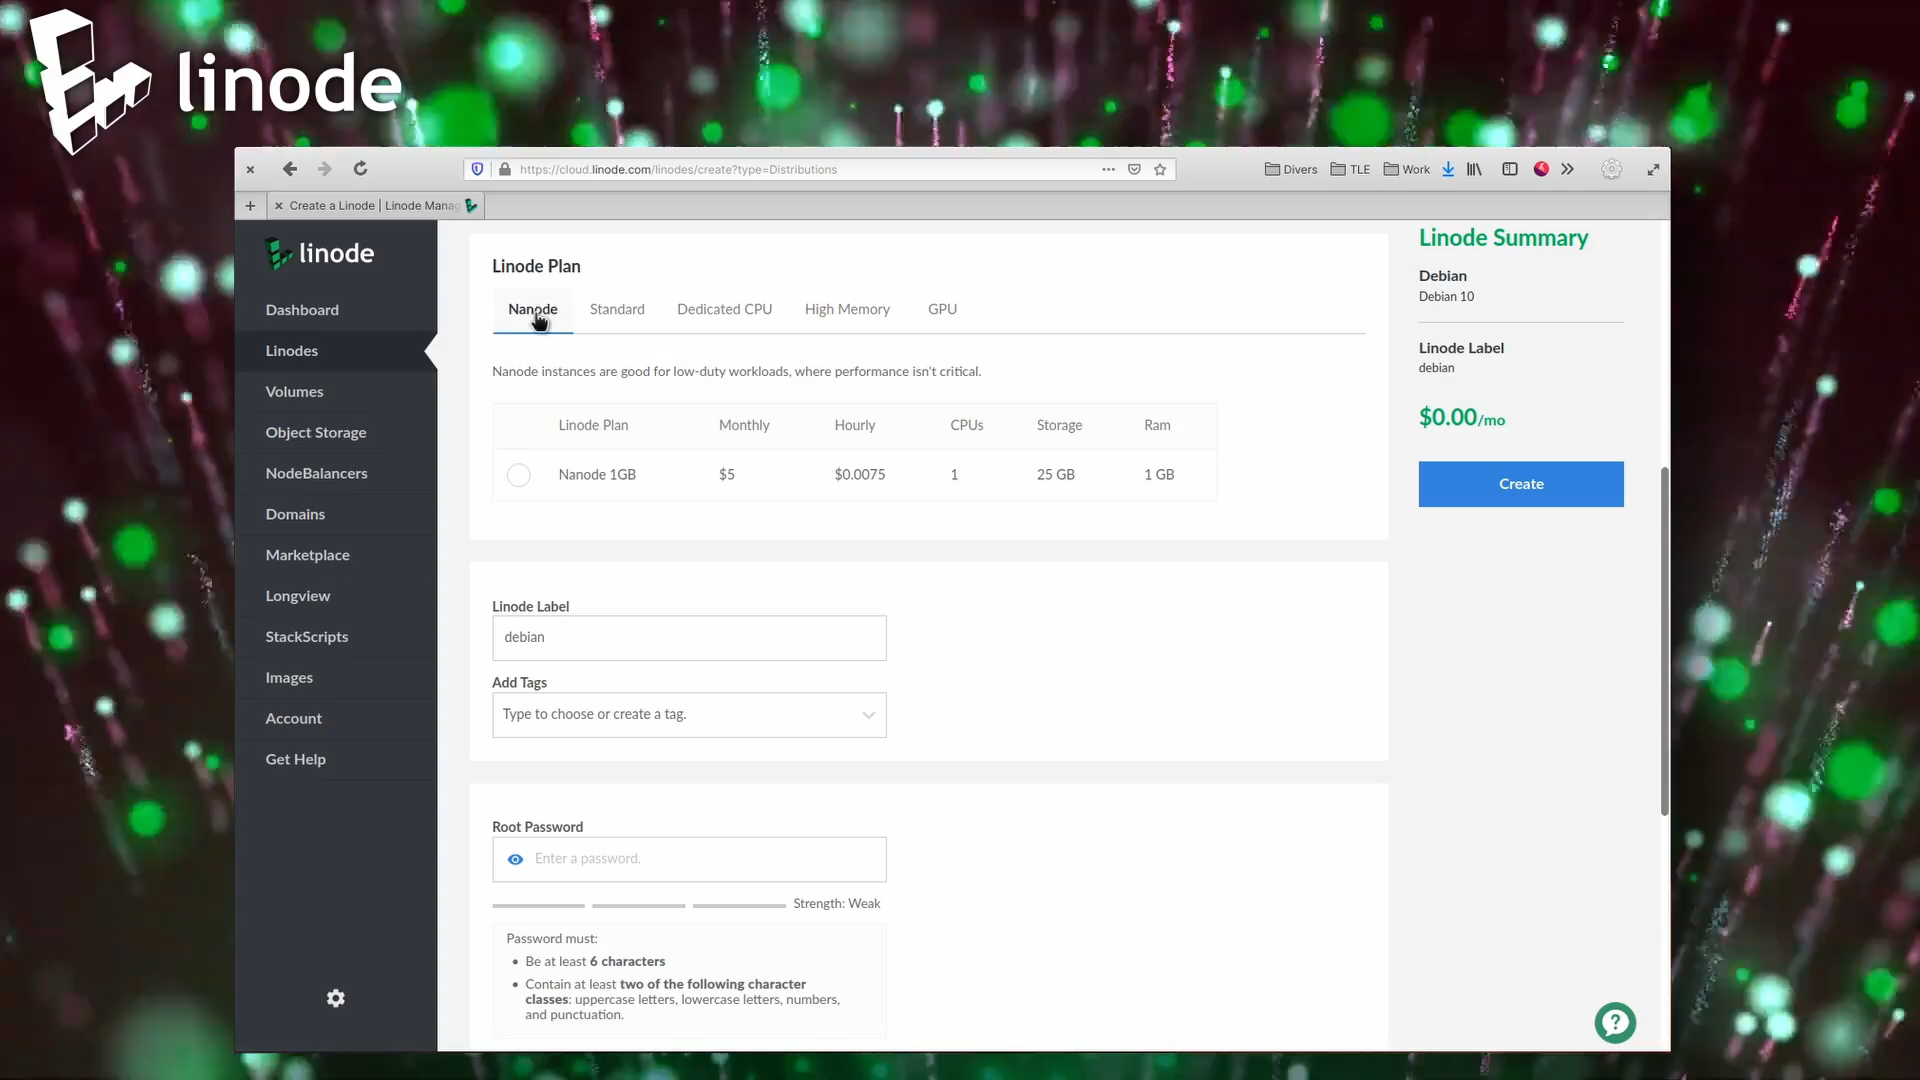 linode
https://cloud.linode.com/linodes/create?type=Distributions
Divers
TLE
Work
Create a Linode | Linode Manag
linode
Dashboard
Linodes
Volumes
Object Storage
NodeBalancers
Domains
Marketplace
Longview
StackScripts
Images
Account
Get Help
Linode Plan
Nanode
Standard
Dedicated CPU
High Memory
GPU
Nanode instances are good for low-duty workloads, where performance isn't critical.
Linode Plan Monthly Hourly CPUs Storage Ram
Nanode 1GB $5 $0.0075 1 25 GB 1 GB
Linode Label
debian
Add Tags
Type to choose or create a tag.
Root Password
Enter a password.
Strength: Weak
Password must:
• Be at least 6 characters
• Contain at least two of the following character
classes: uppercase letters, lowercase letters, numbers,
and punctuation.
Linode Summary
Debian
Debian 10
Linode Label
debian
$0.00/mo
Create